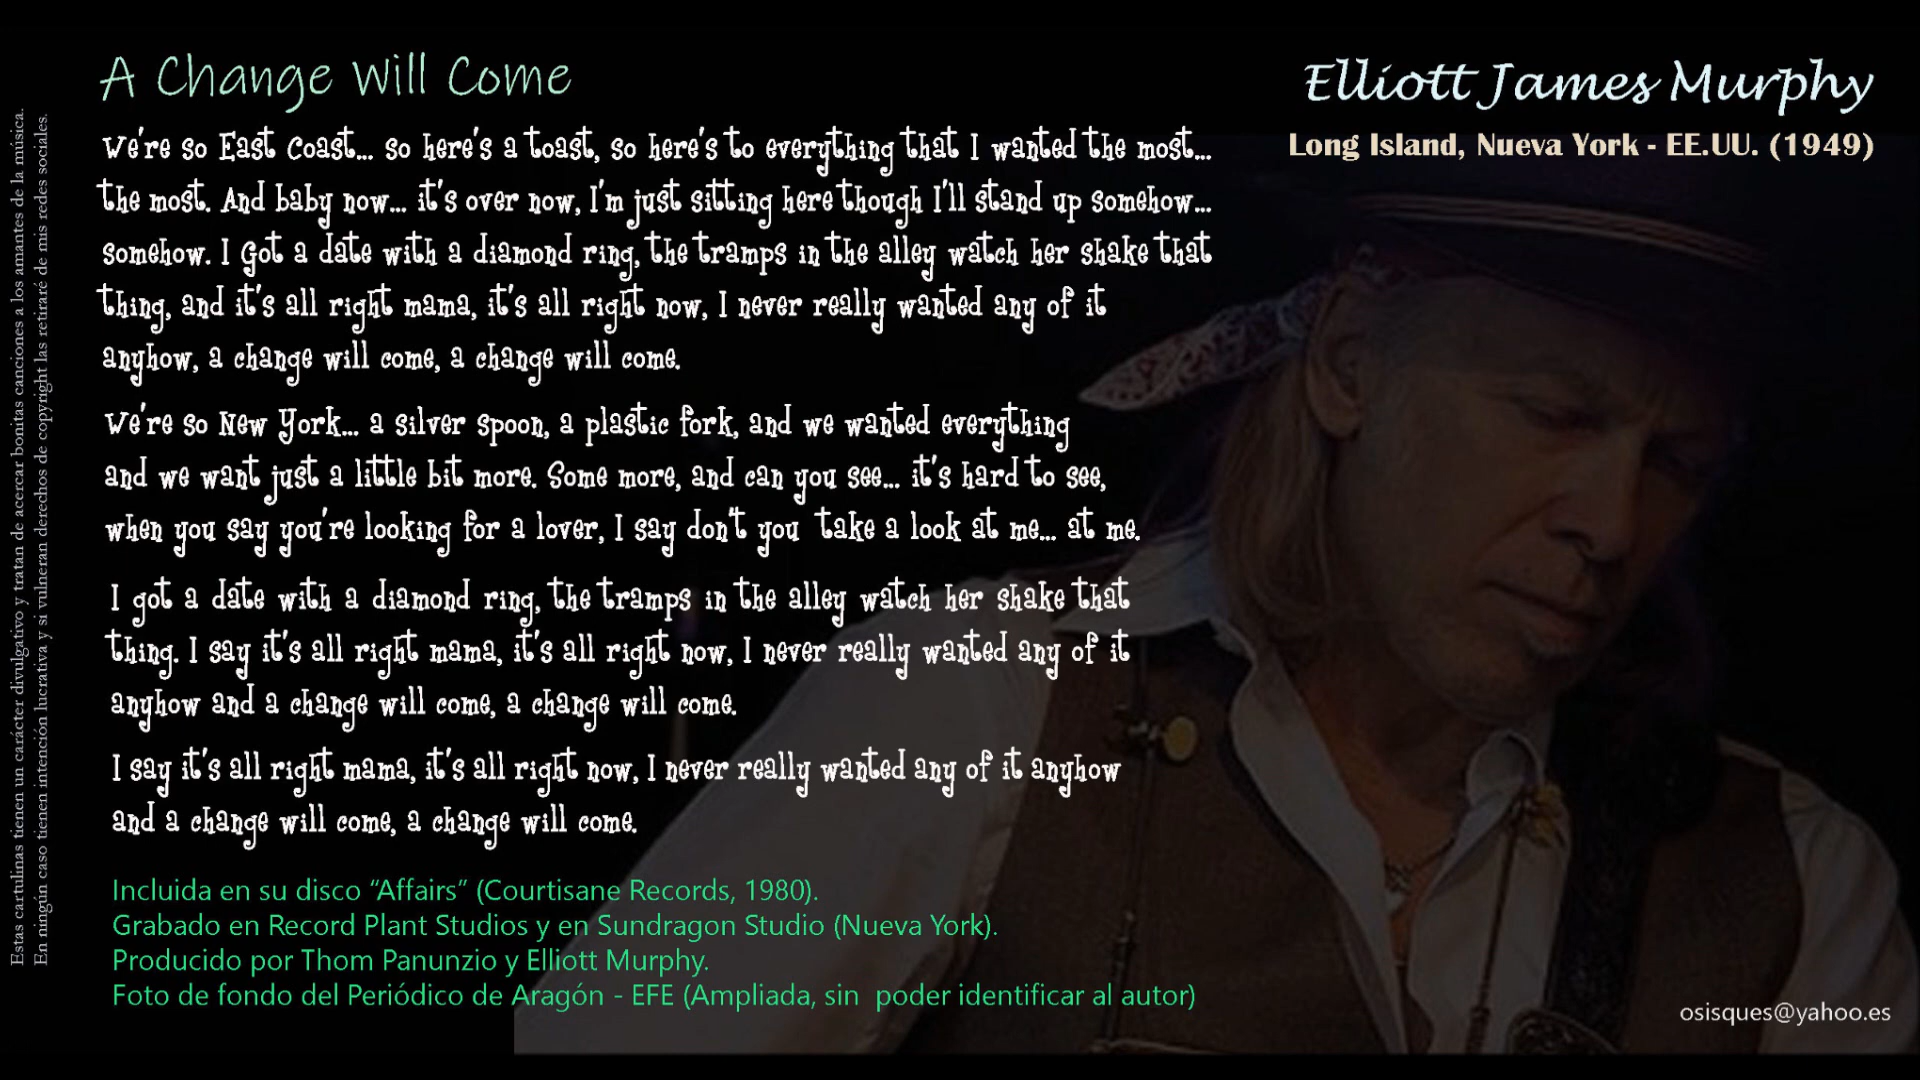 A Change Will Come
We're so East Coast... so here's a toast, so here's to everything that I wanted the most...
the most. And baby now... it's over now, I'm just sitting here though I'll stand up somehow...
somehow. I Got a date with a diamond ring, the tramps in the alley watch her shake that
thing, and it's all right mama, it's all right now, I never really wanted any of it
anyhow, a change will come, a change will come.
We're so New York... a silver spoon, a plastic fork, and we wanted everything
and we want just a little bit more. Some more, and can you see... it's hard to see,
when you say you're looking for a lover, I say don't you take a look at me... at me.
I got a date with a diamond ring, the tramps in the alley watch her shake that
thing. I say it's all right mama, it's all right now, I never really wanted any of it
anyhow and a change will come, a change will come.
I say it's all right mama, it's all right now, I never really wanted any of it anyhow
and a change will come, a change will come.
Incluida en su disco “Affairs” (Courtisane Records, 1980).
Grabado en Record Plant Studios y en Sundragon Studio (Nueva York).
Producido por Thom Panunzio y Elliott Murphy.
Foto de fondo del Periódico de Aragón - EFE (Ampliada, sin poder identificar al autor)
Elliott James Murphy
Long Island, Nueva York - EE.UU. (1949)
osisques@yahoo.es
Estas cartulinas tienen un carácter divulgativo y tratan de acercar bonitas canciones a los amantes de la música.
En ningún caso tienen intención lucrativa y si vulneran derechos de copyright las retiraré de mis redes sociales.